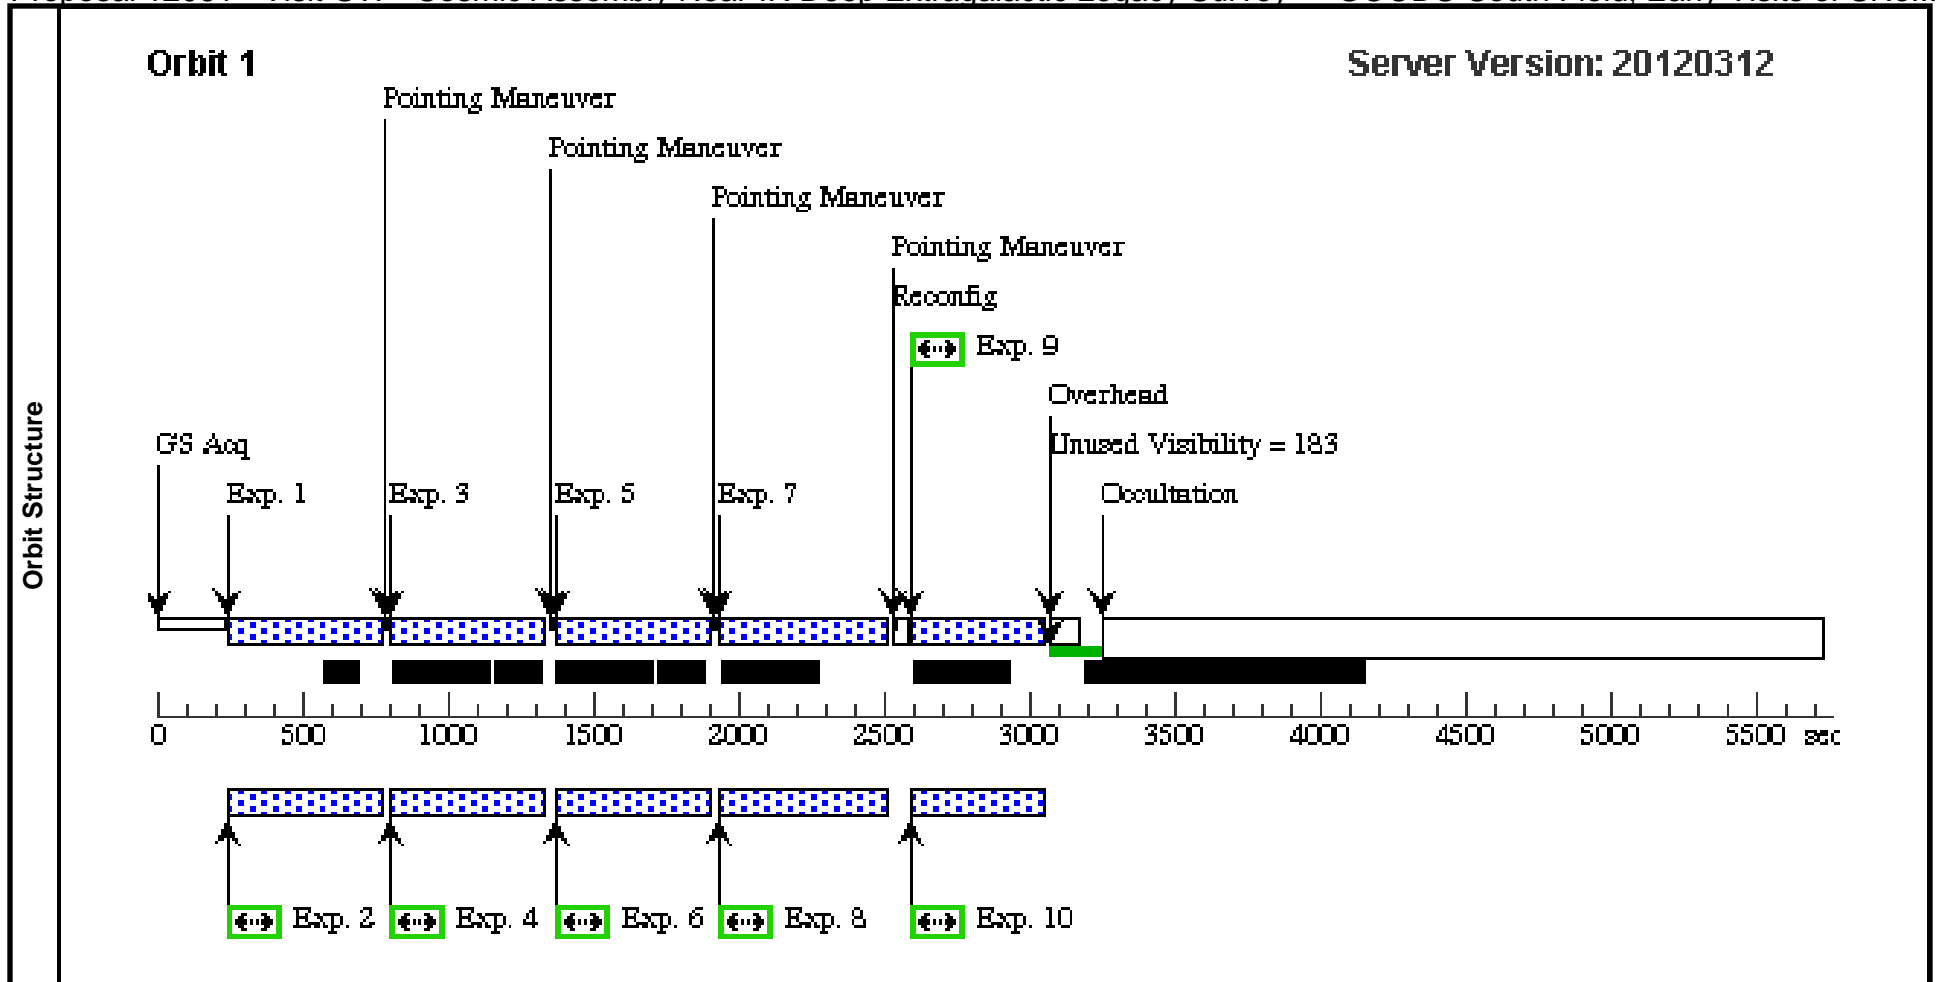 Orbit 1
Server Version: 20120312
Pointing Maneuver
Pointing Maneuver
Pointing Maneuver
Pointing Maneuver
Reconfig
Exp. 9
Overhead
GS Acq
Unused Visibility = 183
Exp. 1
Exp. 3
Exp. 5
Exp. 7
Occultation
Orbit Structure
0 500 1000 1500 2000 2500 3000 3500 4000 4500 5000 5500 sec
Exp. 2
Exp. 4
Exp. 6
Exp. 8
Exp. 10